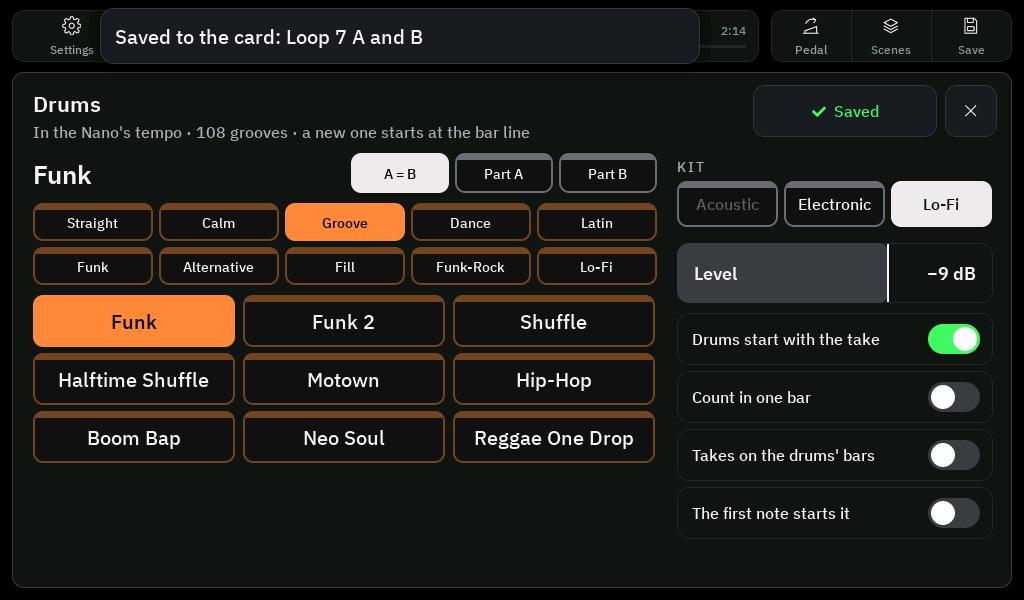 Settings
Saved to the card: Loop 7 A and B
2:14
Pedal
Scenes
Save
Drums
In the Nano's tempo · 108 grooves · a new one starts at the bar line
Saved
Funk
A = B
Part A
Part B
KIT
Acoustic
Electronic
Lo-Fi
Straight
Calm
Groove
Dance
Latin
Funk
Alternative
Fill
Funk-Rock
Lo-Fi
Level
−9 dB
Funk
Funk 2
Shuffle
Halftime Shuffle
Motown
Hip-Hop
Boom Bap
Neo Soul
Reggae One Drop
Drums start with the take
Count in one bar
Takes on the drums' bars
The first note starts it